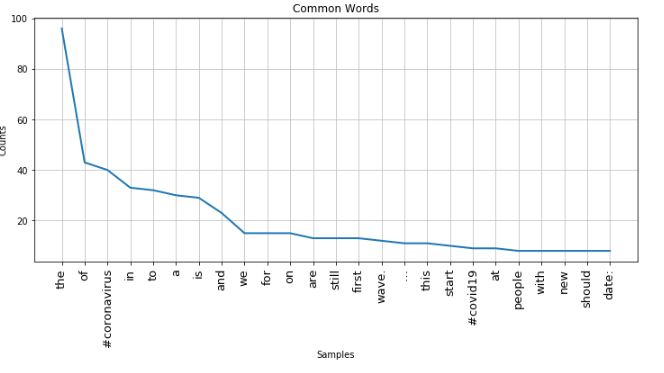 Common Words
100
80
60
40
20
Counts
the
of
#coronavirus
in
to
a
is
and
we
for
on
are
still
first
wave.
…
this
start
#covid19
at
people
with
new
should
date:
Samples